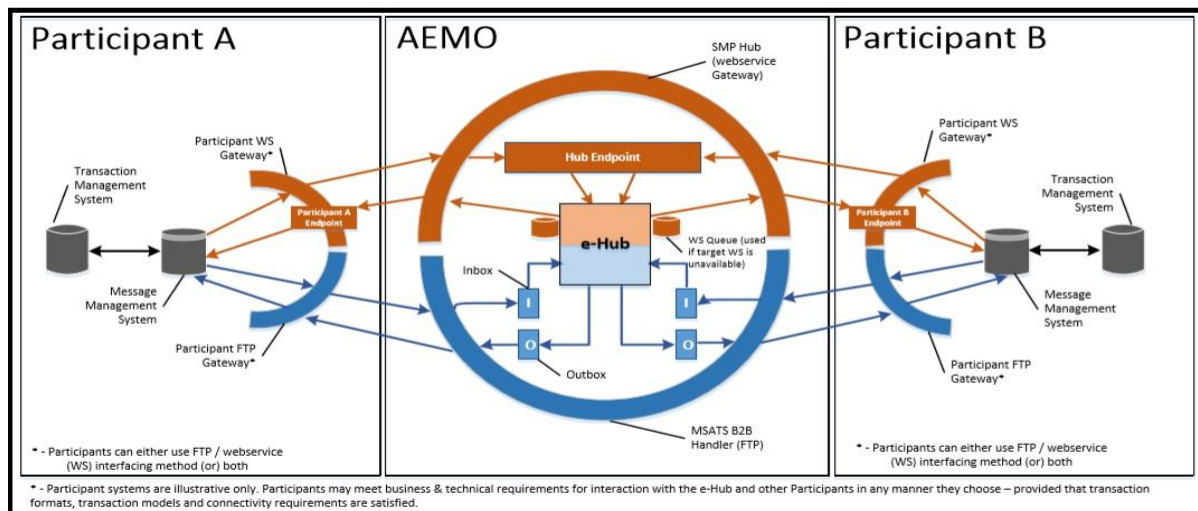 Participant A
AEMO
Participant B
SMP Hub
(webservice
Gateway)
Participant WS
Gateway*
Transaction
Management
System
Participant A
Endpoint
Message
Management
System
Participant FTP
Gateway*
Hub Endpoint
e-Hub
WS Queue (used
if target WS is
unavailable)
Inbox
I
I
O
O
Outbox
MSATS B2B
Handler (FTP)
Participant WS
Gateway*
Transaction
Management
System
Participant B
Endpoint
Message
Management
System
Participant FTP
Gateway*
* - Participants can either use FTP / webservice
(WS) interfacing method (or) both
* - Participants can either use FTP / webservice
(WS) interfacing method (or) both
* - Participant systems are illustrative only. Participants may meet business & technical requirements for interaction with the e-Hub and other Participants in any manner they choose – provided that transaction
formats, transaction models and connectivity requirements are satisfied.